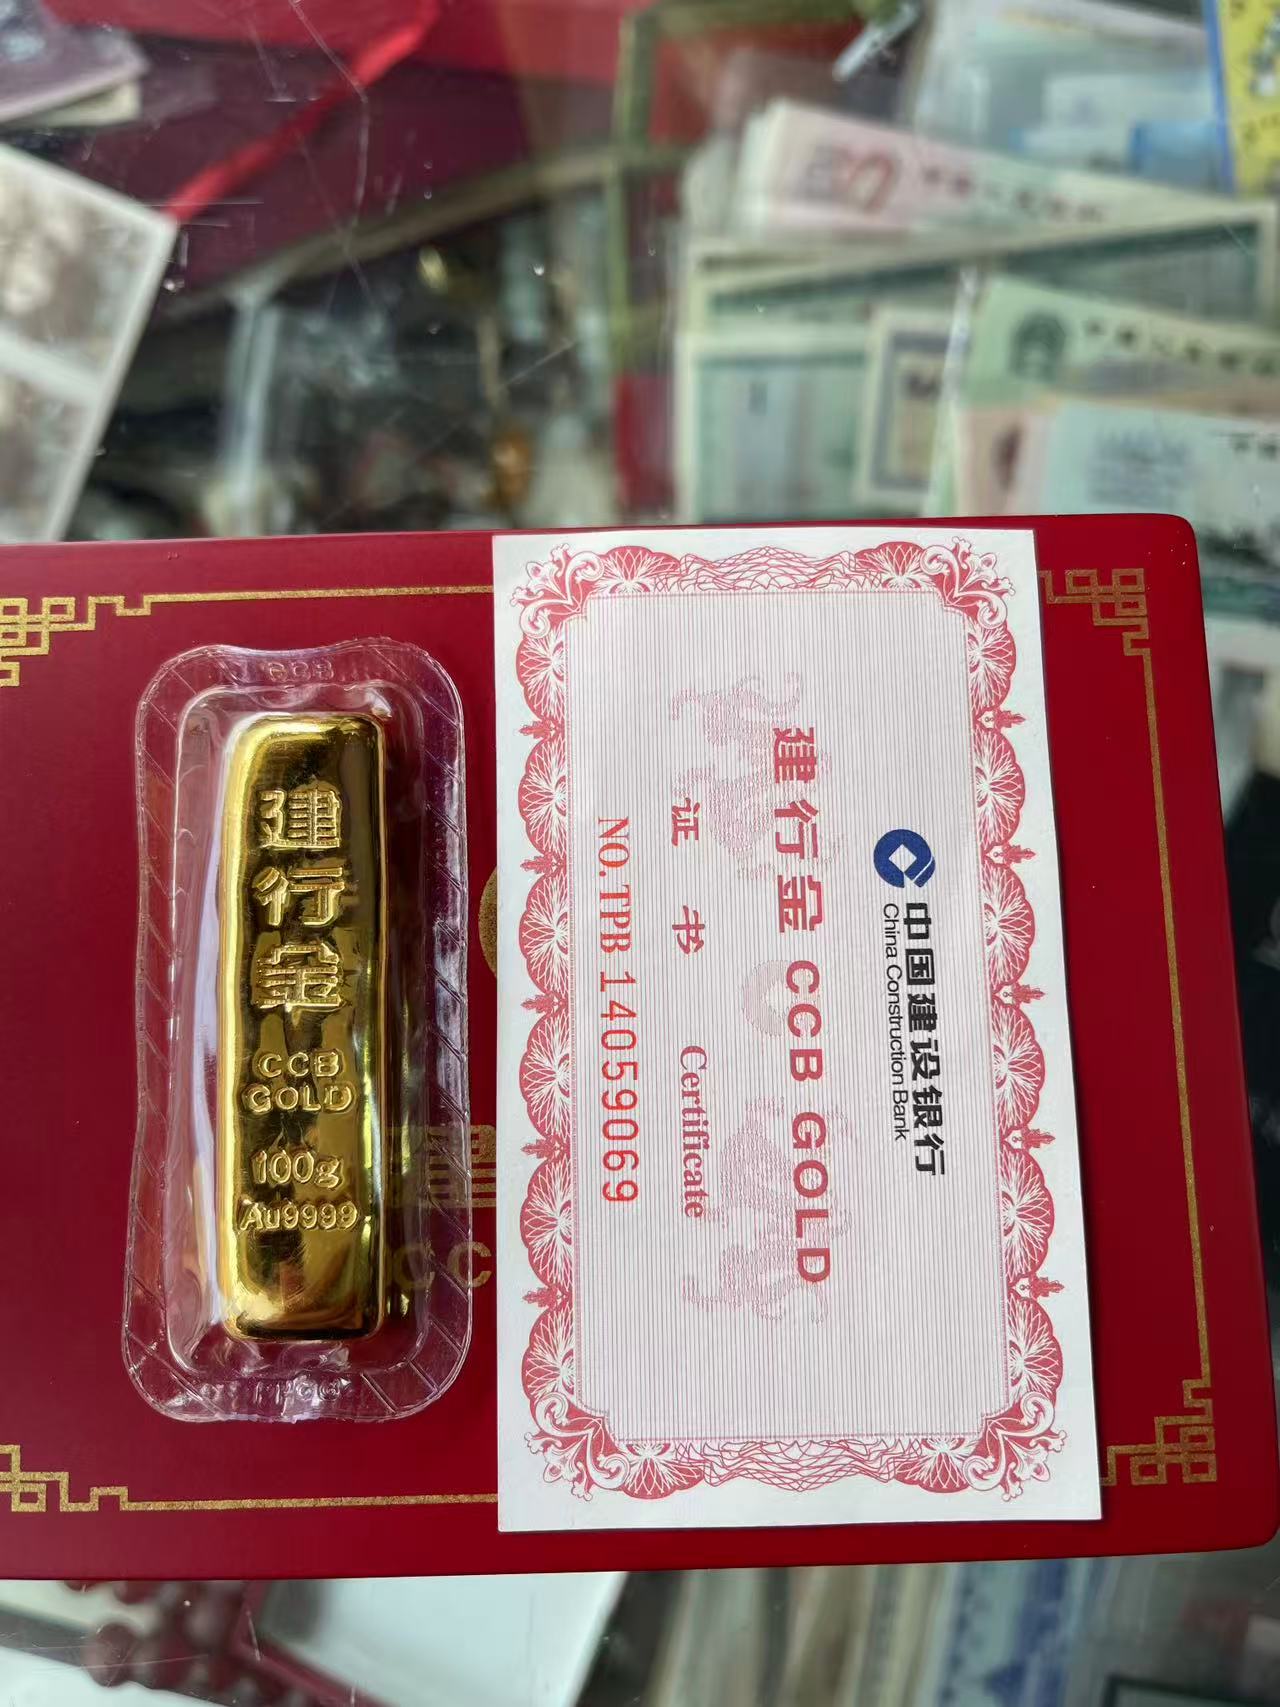 建
行
金
CCB
GOLD
100g
Au9999
中国建设银行
China Construction Bank
建行金 CCB GOLD
证 书 Certificate
NO.TPB 14059069